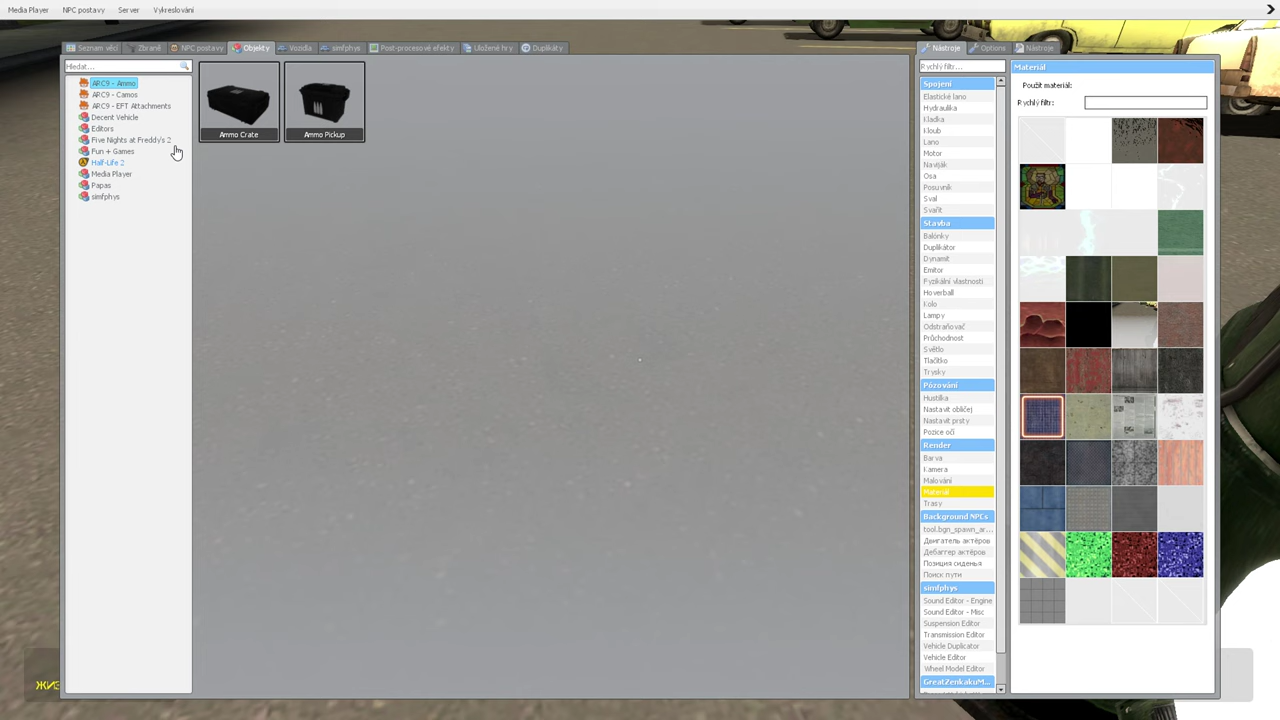 Media Player NPC postavy Server Vykreslování
Seznam věcí Zbraně NPC postavy Objekty Vozidla simfphys Post-procesové efekty Uložené hry Duplikáty
Nástroje Options Nástroje
Hledat...
ARC9 - Ammo
ARC9 - Camos
ARC9 - EFT Attachments
Decent Vehicle
Editors
Five Nights at Freddy's 2
Fun + Games
Half-Life 2
Media Player
Papas
simfphys
Ammo Crate
Ammo Pickup
Rychlý filtr...
Spojení
Elastické lano
Hydraulika
Kladka
Kloub
Lano
Motor
Naviják
Osa
Posuvník
Sval
Svařit
Stavba
Balónky
Duplikátor
Dynamit
Emitor
Fyzikální vlastnosti
Hoverball
Kolo
Lampy
Odstraňovač
Průchodnost
Světlo
Tlačítko
Trysky
Pózování
Hustilka
Nastavit obličej
Nastavit prsty
Pozice očí
Render
Barva
Kamera
Malování
Materiál
Trasy
Background NPCs
tool.bgn_spawn_ar...
Двигатель актёров
Дебаггер актёров
Позиция сиденья
Поиск пути
simfphys
Sound Editor - Engine
Sound Editor - Misc
Suspension Editor
Transmission Editor
Vehicle Duplicator
Vehicle Editor
Wheel Model Editor
GreatZenkakuM...
Materiál
Použít materiál:
Rychlý filtr:
ЖИЗ